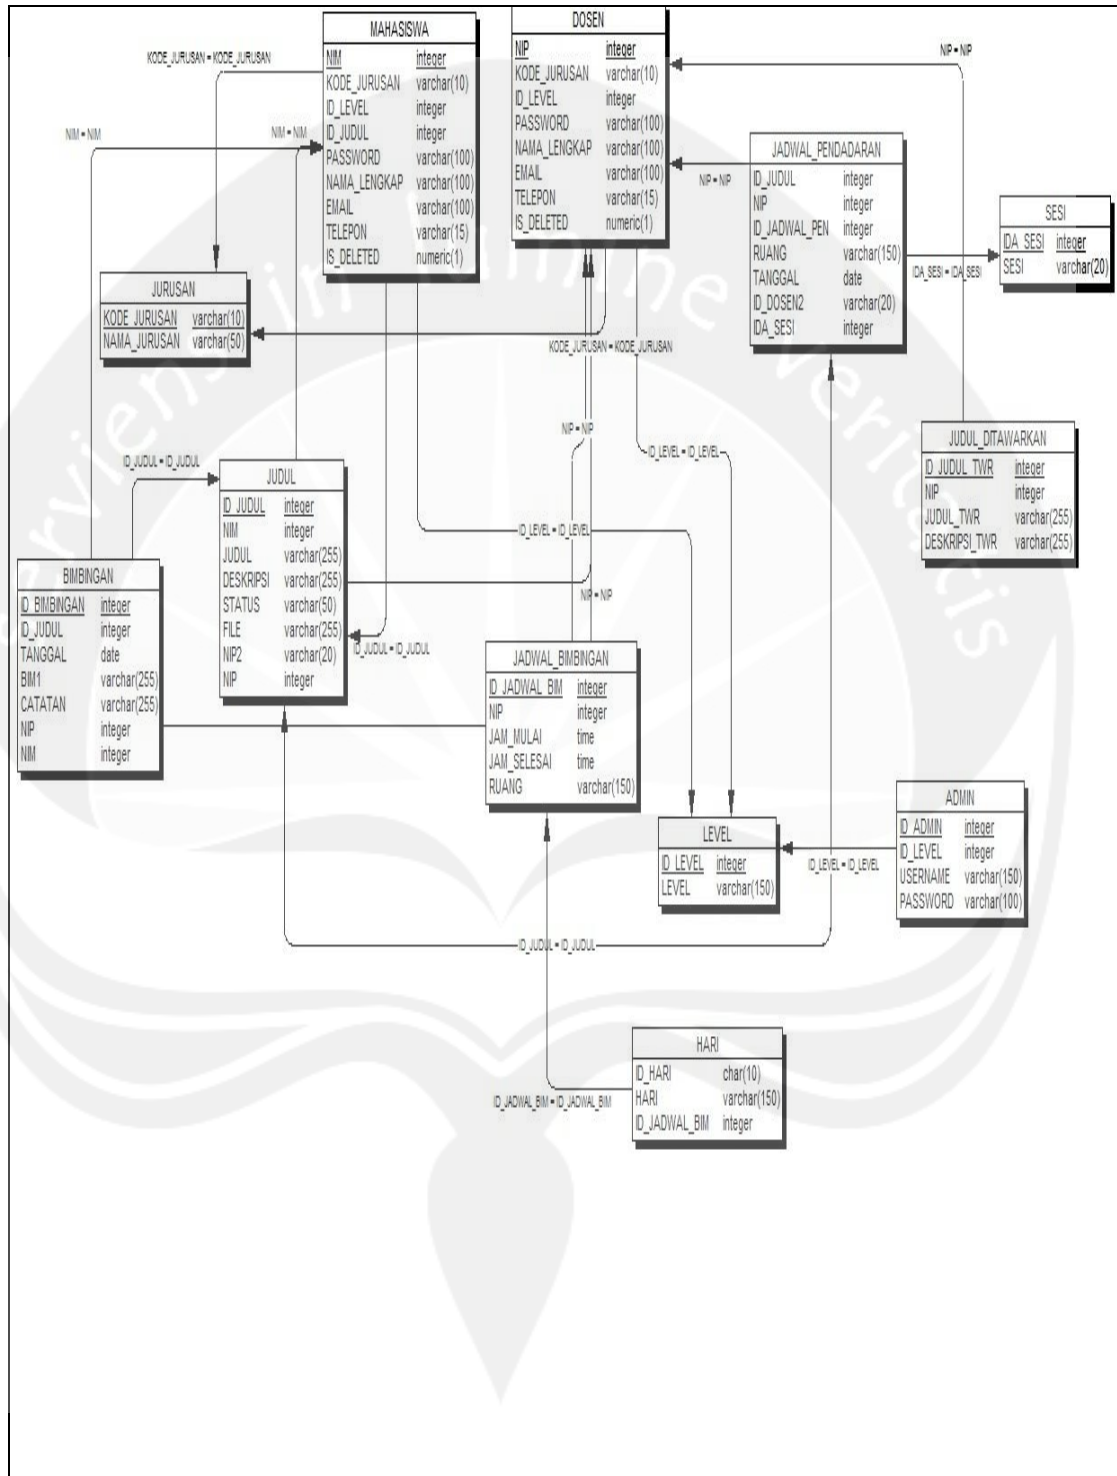 MAHASISWA
NIM integer
KODE_JURUSAN varchar(10)
ID_LEVEL integer
ID_JUDUL integer
PASSWORD varchar(100)
NAMA_LENGKAP varchar(100)
EMAIL varchar(100)
TELEPON varchar(15)
IS_DELETED numeric(1)
DOSEN
NIP integer
KODE_JURUSAN varchar(10)
ID_LEVEL integer
PASSWORD varchar(100)
NAMA_LENGKAP varchar(100)
EMAIL varchar(100)
TELEPON varchar(15)
IS_DELETED numeric(1)
KODE_JURUSAN = KODE_JURUSAN
NIP = NIP
NIM = NIM
NIM = NIM
NIP = NIP
JADWAL_PENDADARAN
ID_JUDUL integer
NIP integer
ID_JADWAL_PEN integer
RUANG varchar(150)
TANGGAL date
ID_DOSEN2 varchar(20)
IDA_SESI integer
SESI
IDA_SESI integer
SESI varchar(20)
IDA_SESI = IDA_SESI
JURUSAN
KODE_JURUSAN varchar(10)
NAMA_JURUSAN varchar(50)
KODE_JURUSAN = KODE_JURUSAN
serviens in lumine veritatis
NIP = NIP
ID_LEVEL = ID_LEVEL
JUDUL_DITAWARKAN
ID_JUDUL_TWR integer
NIP integer
JUDUL_TWR varchar(255)
DESKRIPSI_TWR varchar(255)
ID_JUDUL = ID_JUDUL
JUDUL
ID_JUDUL integer
NIM integer
JUDUL varchar(255)
DESKRIPSI varchar(255)
STATUS varchar(50)
FILE varchar(255)
NIP2 varchar(20)
NIP integer
ID_LEVEL = ID_LEVEL
NIP = NIP
ID_JUDUL = ID_JUDUL
BIMBINGAN
ID_BIMBINGAN integer
ID_JUDUL integer
TANGGAL date
BIM1 varchar(255)
CATATAN varchar(255)
NIP integer
NIM integer
JADWAL_BIMBINGAN
ID_JADWAL_BIM integer
NIP integer
JAM_MULAI time
JAM_SELESAI time
RUANG varchar(150)
LEVEL
ID_LEVEL integer
LEVEL varchar(150)
ID_LEVEL = ID_LEVEL
ADMIN
ID_ADMIN integer
ID_LEVEL integer
USERNAME varchar(150)
PASSWORD varchar(100)
ID_JUDUL = ID_JUDUL
HARI
ID_HARI char(10)
HARI varchar(150)
ID_JADWAL_BIM integer
ID_JADWAL_BIM = ID_JADWAL_BIM